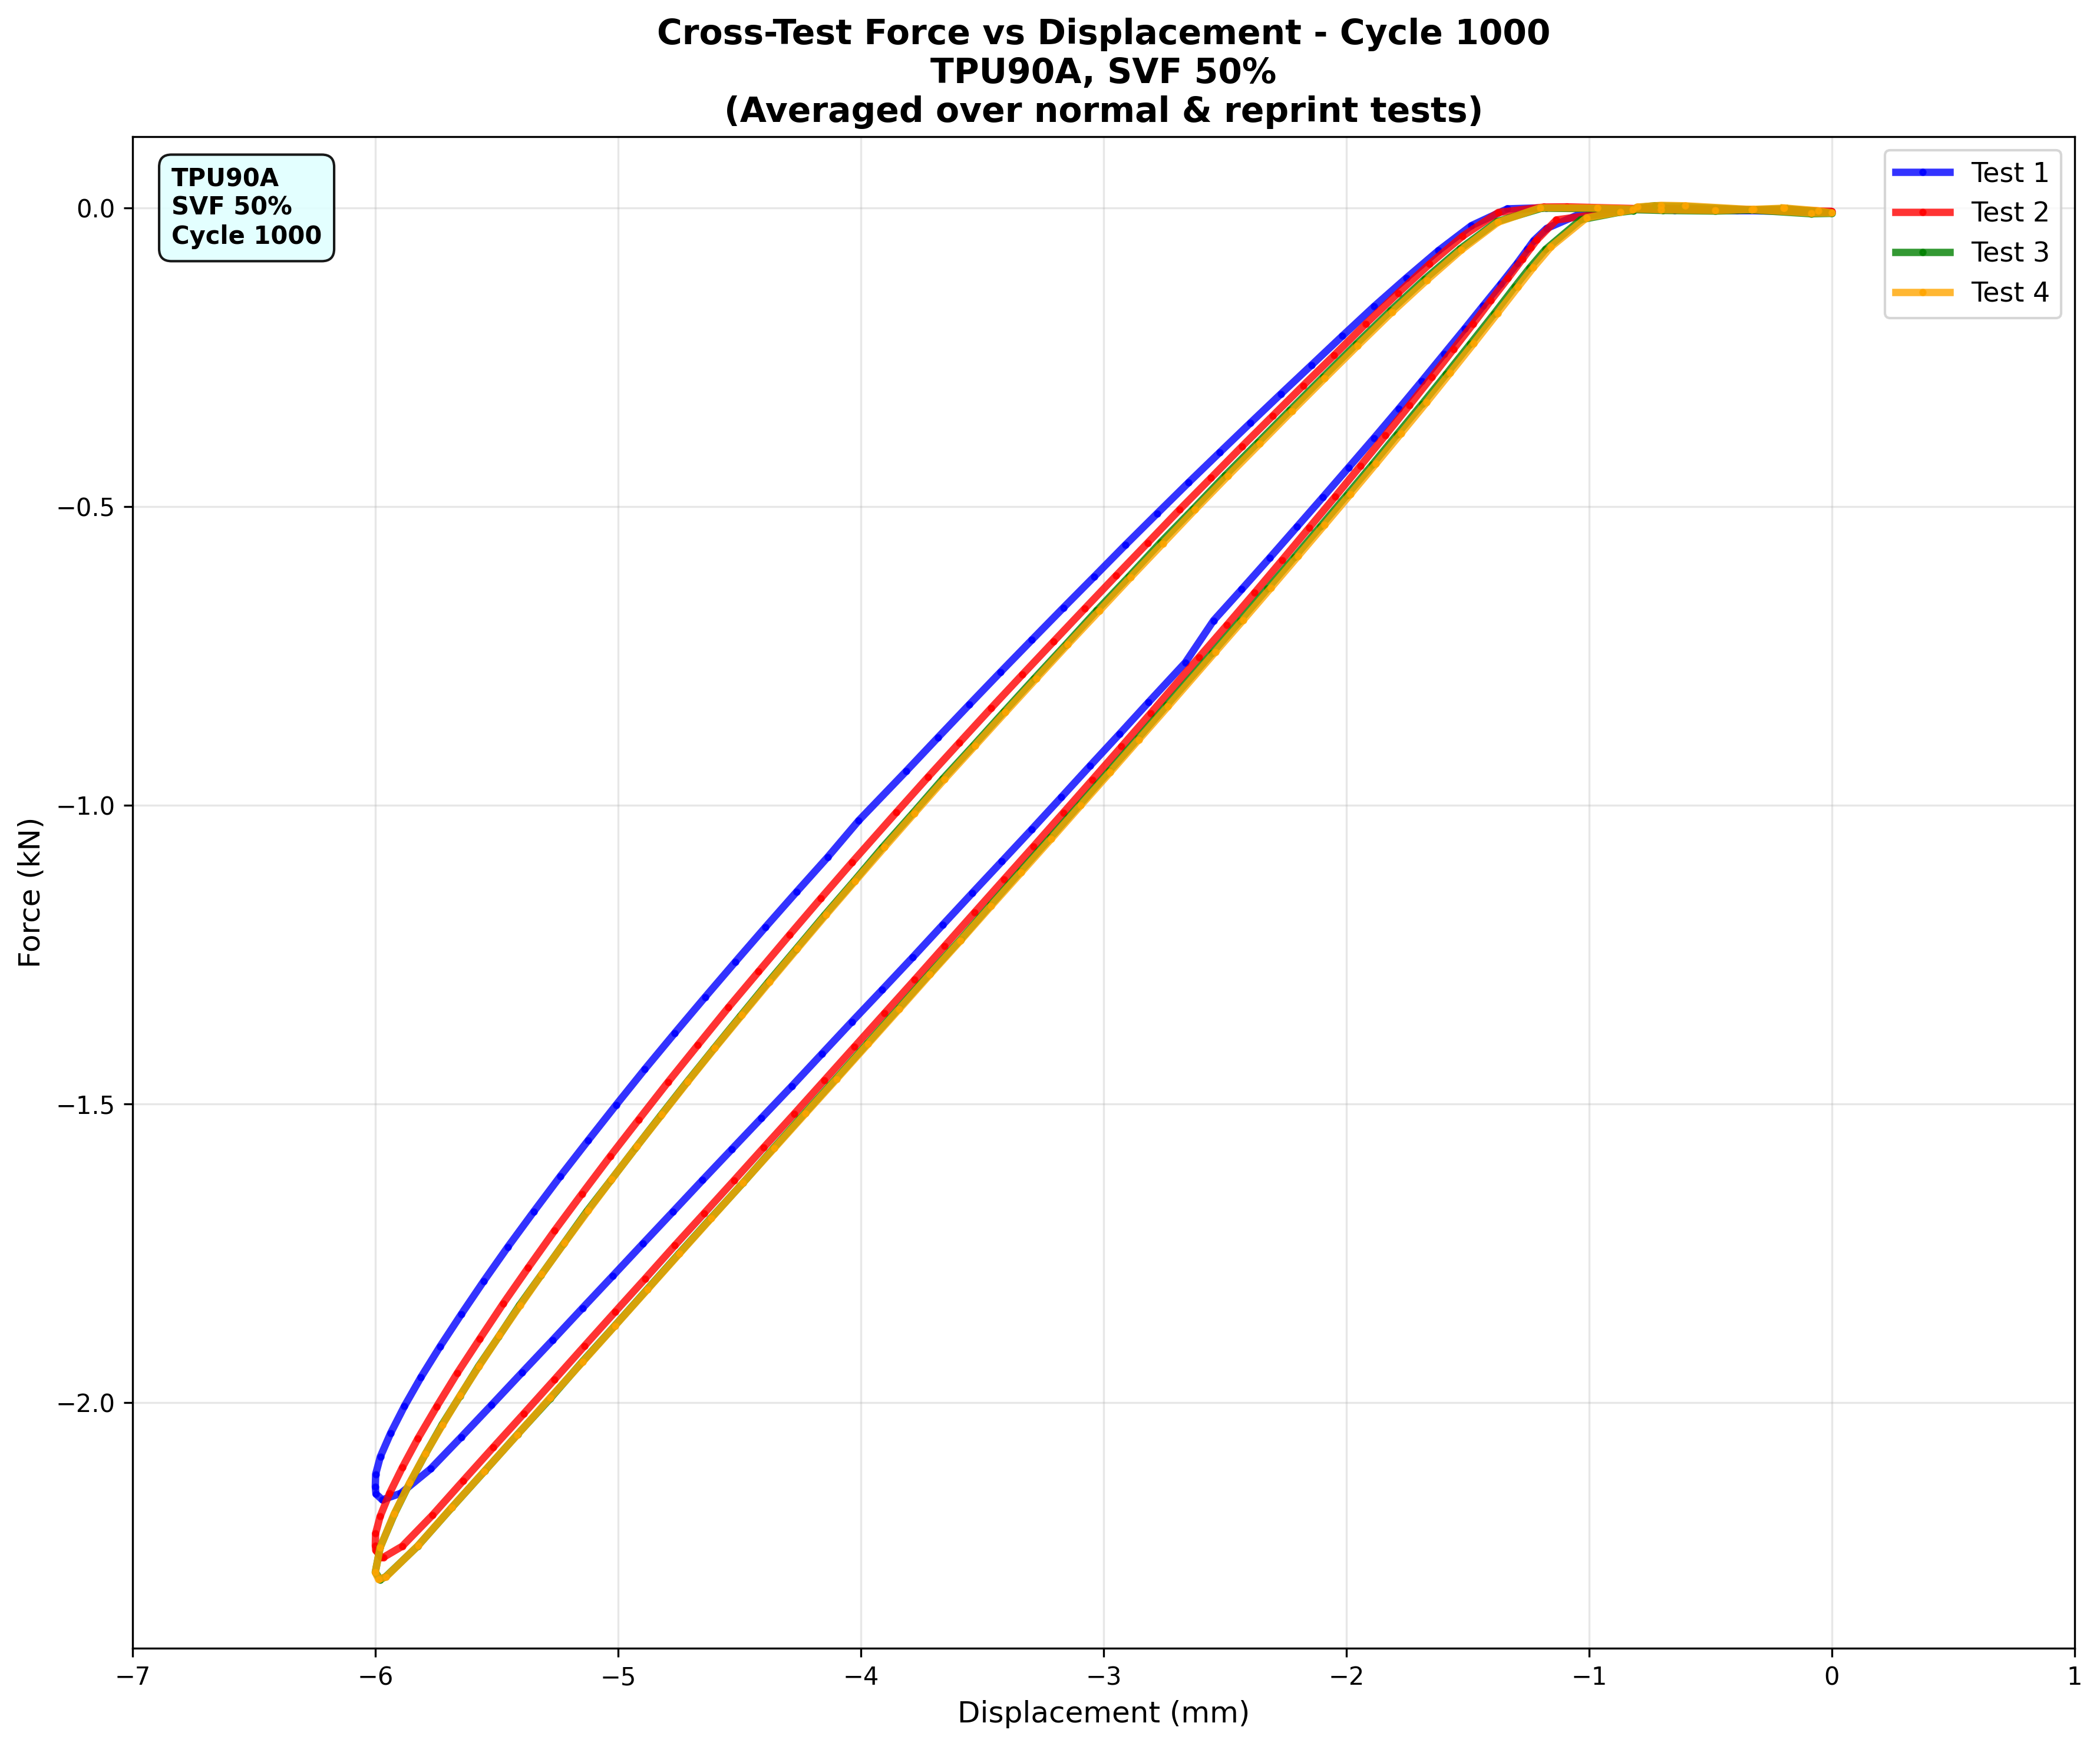 Cross-Test Force vs Displacement - Cycle 1000
TPU90A, SVF 50%
(Averaged over normal & reprint tests)
TPU90A
SVF 50%
Cycle 1000
Test 1
Test 2
Test 3
Test 4
0.0
−0.5
−1.0
−1.5
−2.0
Force (kN)
−7
−6
−5
−4
−3
−2
−1
0
1
Displacement (mm)